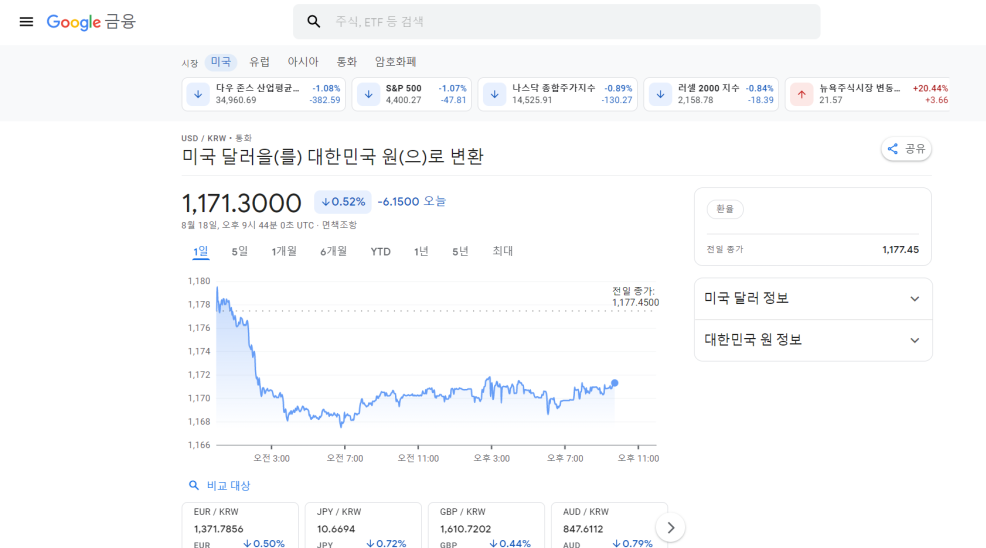 Google 금융
주식, ETF 등 검색
시장 미국 유럽 아시아 통화 암호화폐
다우 존스 산업평균... -1.08%
34,960.69 -382.59
S&P 500 -1.07%
4,400.27 -47.81
나스닥 종합주가지수 -0.89%
14,525.91 -130.27
러셀 2000 지수 -0.84%
2,158.78 -18.39
뉴욕주식시장 변동... +20.44%
21.57 +3.66
USD / KRW • 통화
미국 달러을(를) 대한민국 원(으)로 변환
공유
1,171.3000 ↓0.52% -6.1500 오늘
8월 18일, 오후 9시 44분 0초 UTC · 면책조항
1일 5일 1개월 6개월 YTD 1년 5년 최대
전일 종가:
1,177.4500
1,180
1,178
1,176
1,174
1,172
1,170
1,168
1,166
오전 3:00 오전 7:00 오전 11:00 오후 3:00 오후 7:00 오후 11:00
환율
전일 종가 1,177.45
미국 달러 정보
대한민국 원 정보
비교 대상
EUR / KRW
1,371.7856
EUR ↓0.50%
JPY / KRW
10.6694
JPY ↓0.72%
GBP / KRW
1,610.7202
GBP ↓0.44%
AUD / KRW
847.6112
AUD ↓0.79%